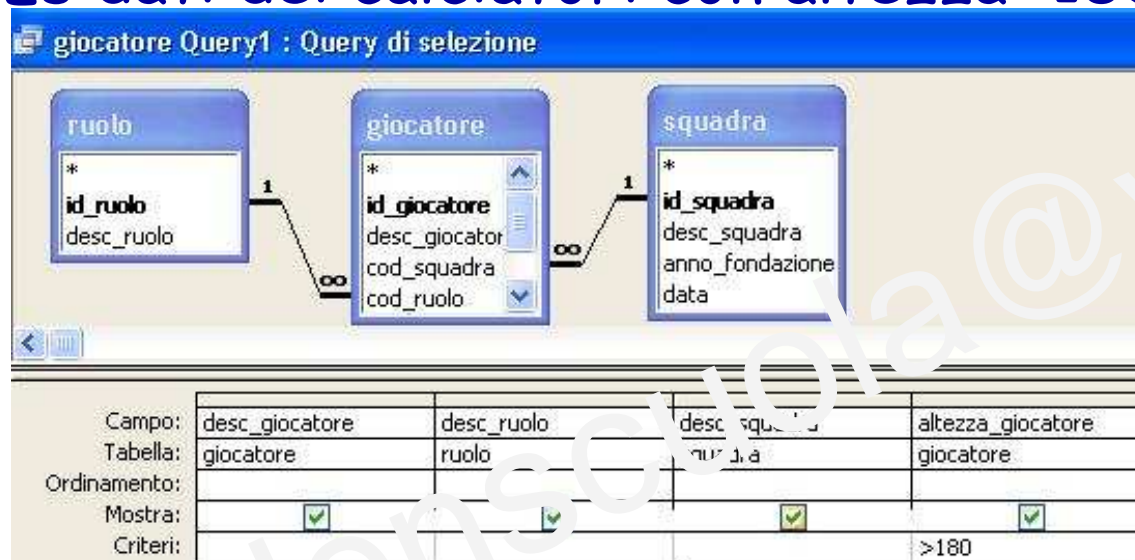 giocatore Query1 : Query di selezione
ruolo
*
id_ruolo
desc_ruolo
1
∞
giocatore
*
id_giocatore
desc_giocator
cod_squadra
cod_ruolo
∞
1
squadra
*
id_squadra
desc_squadra
anno_fondazione
data
Campo: desc_giocatore desc_ruolo altezza_giocatore
Tabella: giocatore ruolo giocatore
Ordinamento:
Mostra:
Criteri: >180